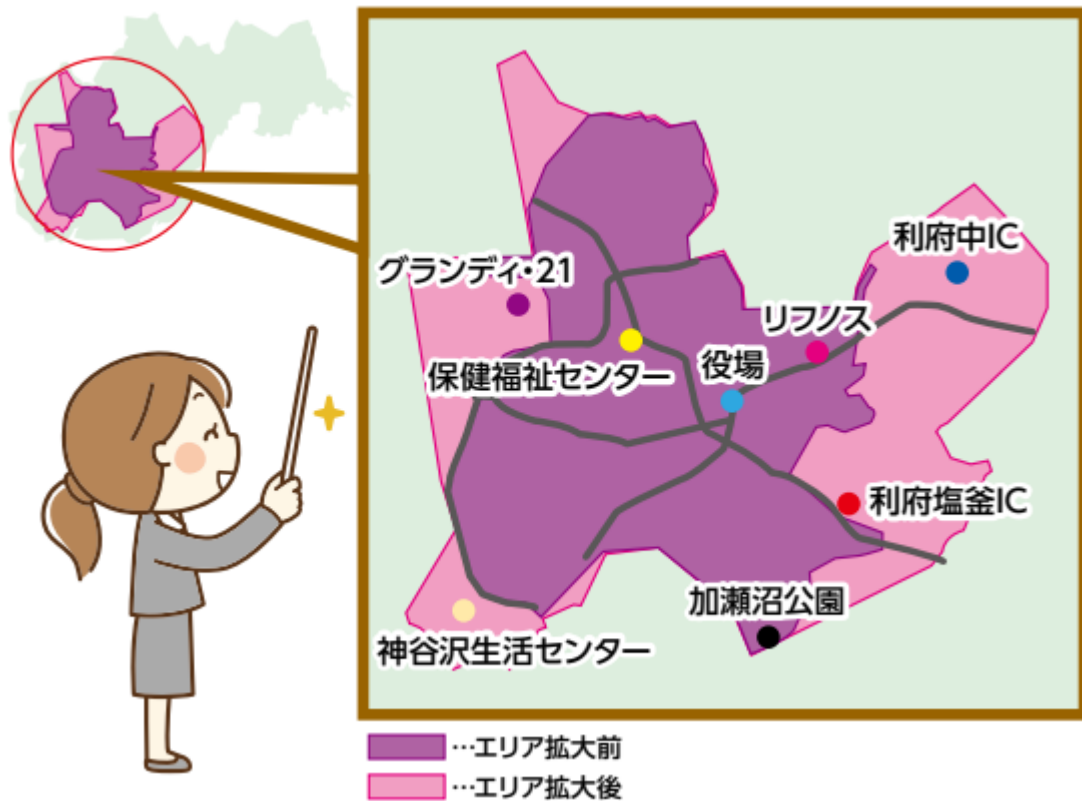 利府中IC
グランディ・21
リフノス
保健福祉センター
役場
利府塩釜IC
加瀬沼公園
神谷沢生活センター
…エリア拡大前
…エリア拡大後